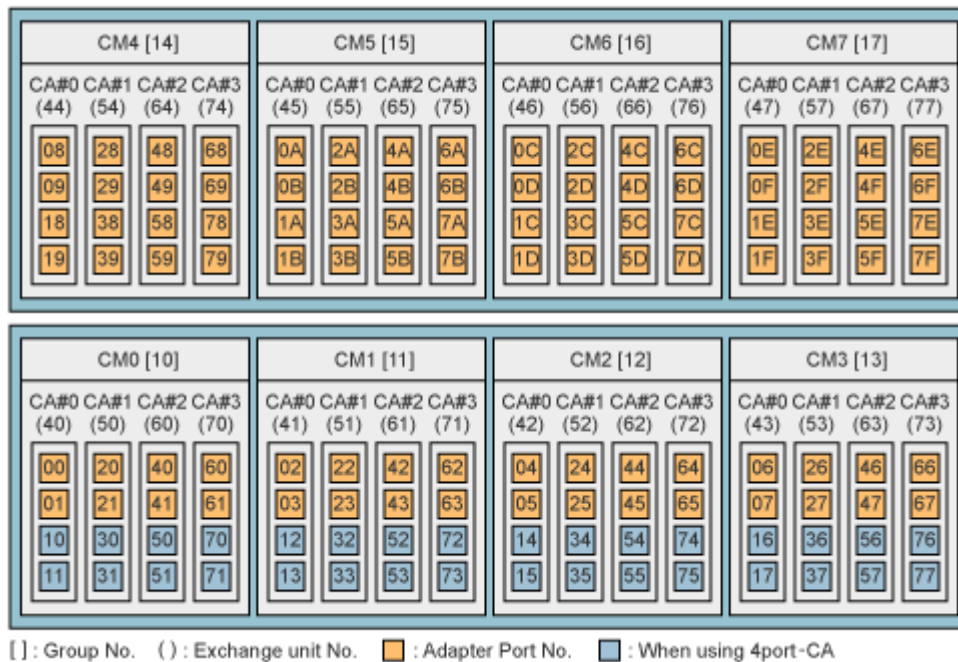 CM4 [14] CM5 [15] CM6 [16] CM7 [17]
CA#0 CA#1 CA#2 CA#3 CA#0 CA#1 CA#2 CA#3 CA#0 CA#1 CA#2 CA#3 CA#0 CA#1 CA#2 CA#3
(44) (54) (64) (74) (45) (55) (65) (75) (46) (56) (66) (76) (47) (57) (67) (77)
08 28 48 68 0A 2A 4A 6A 0C 2C 4C 6C 0E 2E 4E 6E
09 29 49 69 0B 2B 4B 6B 0D 2D 4D 6D 0F 2F 4F 6F
18 38 58 78 1A 3A 5A 7A 1C 3C 5C 7C 1E 3E 5E 7E
19 39 59 79 1B 3B 5B 7B 1D 3D 5D 7D 1F 3F 5F 7F
CM0 [10] CM1 [11] CM2 [12] CM3 [13]
CA#0 CA#1 CA#2 CA#3 CA#0 CA#1 CA#2 CA#3 CA#0 CA#1 CA#2 CA#3 CA#0 CA#1 CA#2 CA#3
(40) (50) (60) (70) (41) (51) (61) (71) (42) (52) (62) (72) (43) (53) (63) (73)
00 20 40 60 02 22 42 62 04 24 44 64 06 26 46 66
01 21 41 61 03 23 43 63 05 25 45 65 07 27 47 67
10 30 50 70 12 32 52 72 14 34 54 74 16 36 56 76
11 31 51 71 13 33 53 73 15 35 55 75 17 37 57 77
[ ] : Group No. ( ) : Exchange unit No. : Adapter Port No. : When using 4port-CA